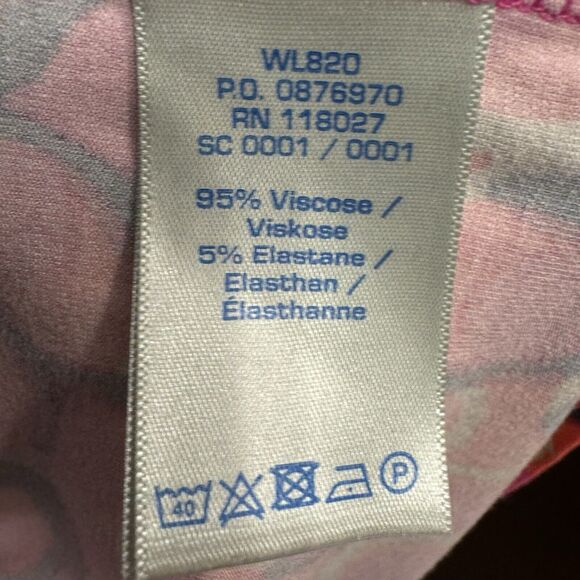 WL820
P.O. 0876970
RN 118027
SC 0001 / 0001
95% Viscose /
Viskose
5% Elastane /
Elasthan /
Élasthanne
40 P